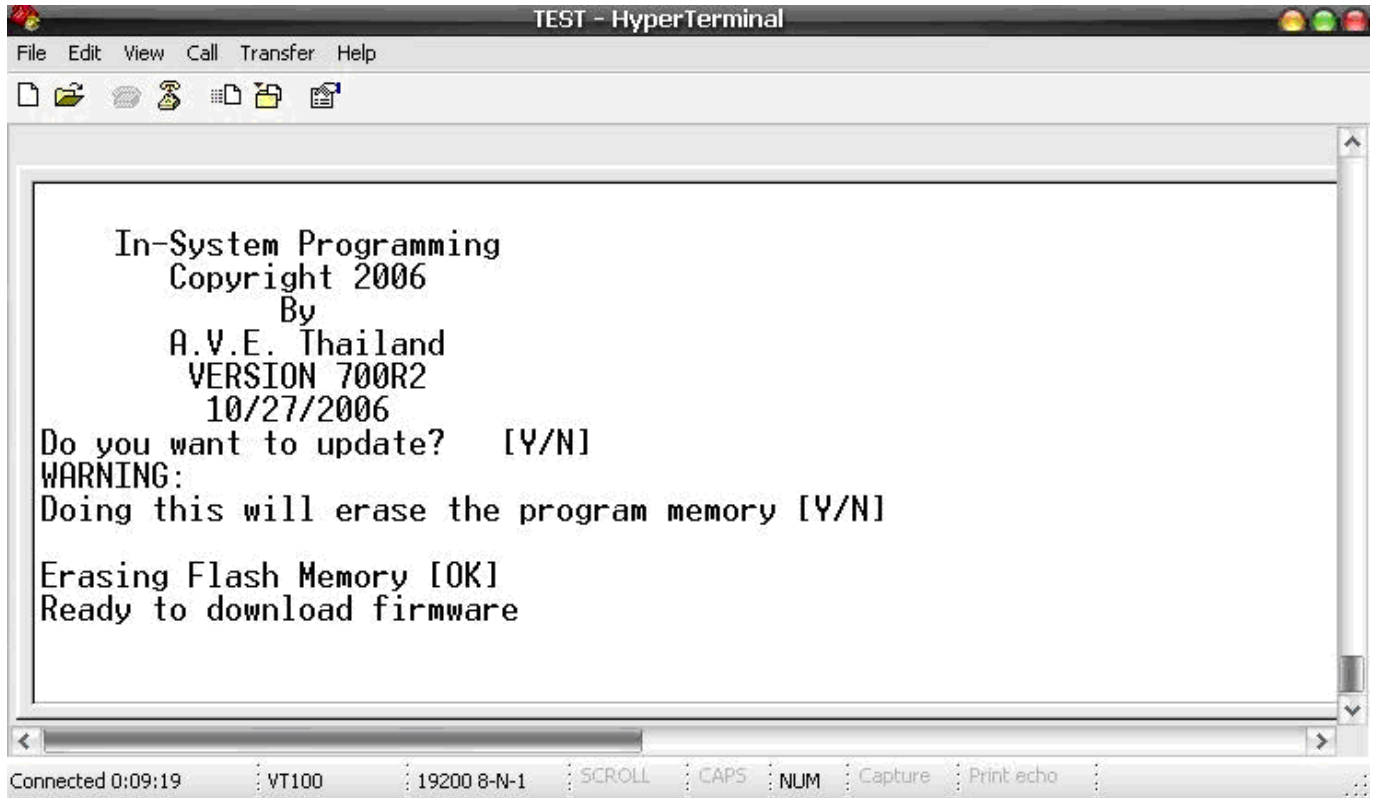 TEST - HyperTerminal
File Edit View Call Transfer Help
In-System Programming
Copyright 2006
By
A.V.E. Thailand
VERSION 700R2
10/27/2006
Do you want to update? [Y/N]
WARNING:
Doing this will erase the program memory [Y/N]
Erasing Flash Memory [OK]
Ready to download firmware
Connected 0:09:19 VT100 19200 8-N-1 SCROLL CAPS NUM Capture Print echo